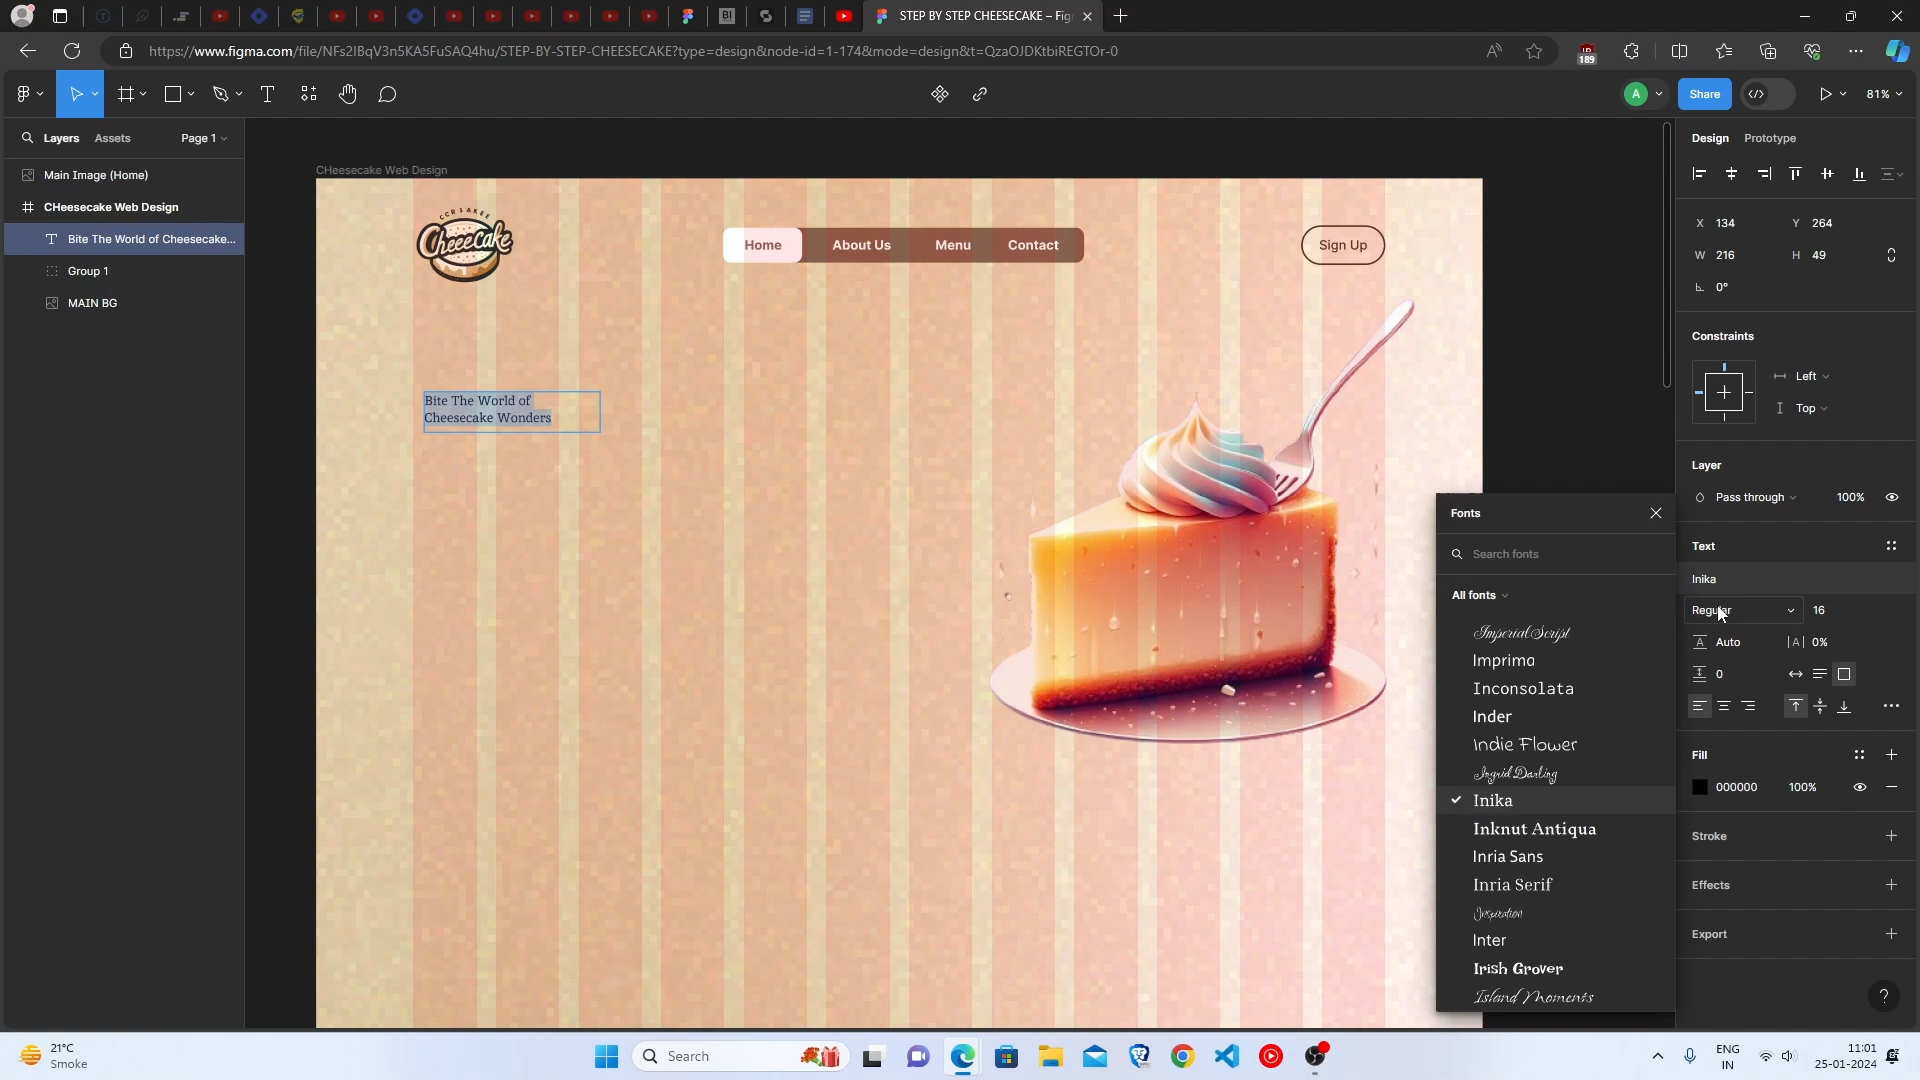 STEP BY STEP CHEESECAKE – Fig
https://www.figma.com/file/NFs2lBqV3n5KA5FuSAQ4hu/STEP-BY-STEP-CHEESECAKE?type=design&node-id=1-174&mode=design&t=QzaOJDKtbiREGTOr-0
189
A
Share
81%
Layers
Assets
Page 1
Main Image (Home)
CHeesecake Web Design
Bite The World of Cheesecake...
Group 1
MAIN BG
CHeesecake Web Design
Cheeecake
Home
About Us
Menu
Contact
Sign Up
Bite The World of
Cheesecake Wonders
Fonts
Search fonts
All fonts
Imperial Script
Imprima
Inconsolata
Inder
Indie Flower
Ingrid Darling
Inika
Inknut Antiqua
Inria Sans
Inria Serif
Inspiration
Inter
Irish Grover
Island Moments
Design
Prototype
X 134 Y 264
W 216 H 49
0°
Constraints
Left
Top
Layer
Pass through 100%
Text
Inika
Regular 16
Auto 0%
0
Fill
000000 100%
Stroke
Effects
Export
?
21°C
Smoke
Search
ENG
IN
11:01
25-01-2024